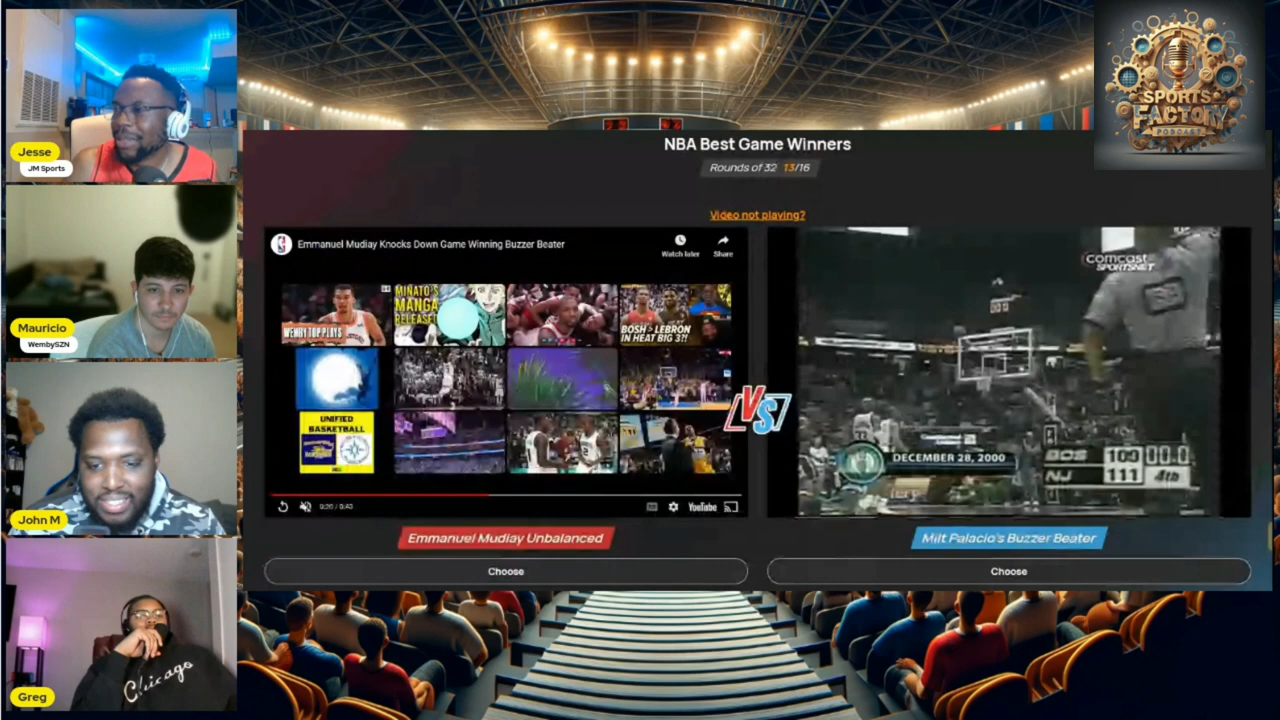 Jesse
JM Sports
Mauricio
WembySZN
John M
Greg
Chicago
SPORTS
FACTORY
PODCAST
NBA Best Game Winners
Rounds of 32 13/16
Video not playing?
Emmanuel Mudiay Knocks Down Game Winning Buzzer Beater
Watch later
Share
WEMBY TOP PLAYS
MINATO'S
MANGA
RELEASED
BOSH > LEBRON
IN HEAT BIG 3?!
UNIFIED
BASKETBALL
0:26 / 0:43
YouTube
VS
comcast
SPORTSNET
DECEMBER 28, 2000
BOS 109 00.0
NJ 111 4th
Emmanuel Mudiay Unbalanced
Milt Palacio's Buzzer Beater
Choose
Choose